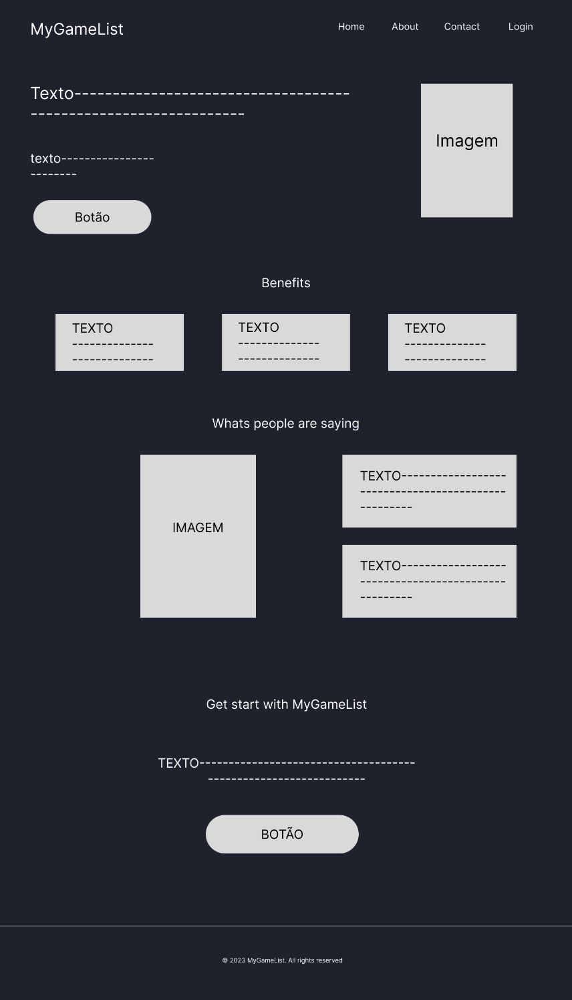 MyGameList
Home About Contact Login
Texto------------------------------------
----------------------------
Imagem
texto----------------
--------
Botão
Benefits
TEXTO
--------------
--------------
TEXTO
--------------
--------------
TEXTO
--------------
--------------
Whats people are saying
IMAGEM
TEXTO------------------
-------------------------
---------
TEXTO------------------
-------------------------
---------
Get start with MyGameList
TEXTO-------------------------------------
---------------------------
BOTÃO
© 2023 MyGameList. All rights reserved